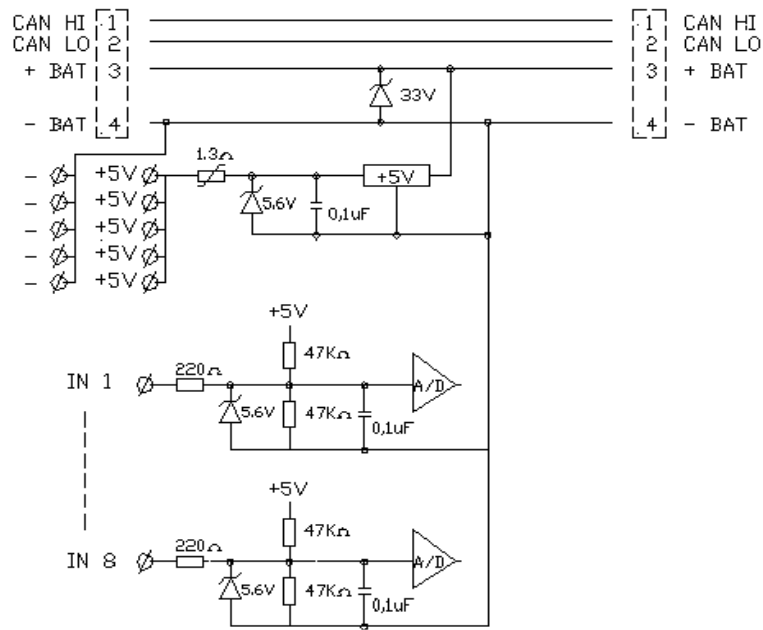 CAN HI 1 1 CAN HI
CAN LO 2 2 CAN LO
+ BAT 3 3 + BAT
33V
- BAT 4 4 - BAT
1.3Ω
- +5V +5V
- +5V 5.6V 0,1uF
- +5V
- +5V
- +5V
+5V
47KΩ
220Ω
IN 1 A/D
5.6V 47KΩ 0,1uF
+5V
47KΩ
220Ω
IN 8 A/D
5.6V 47KΩ 0,1uF